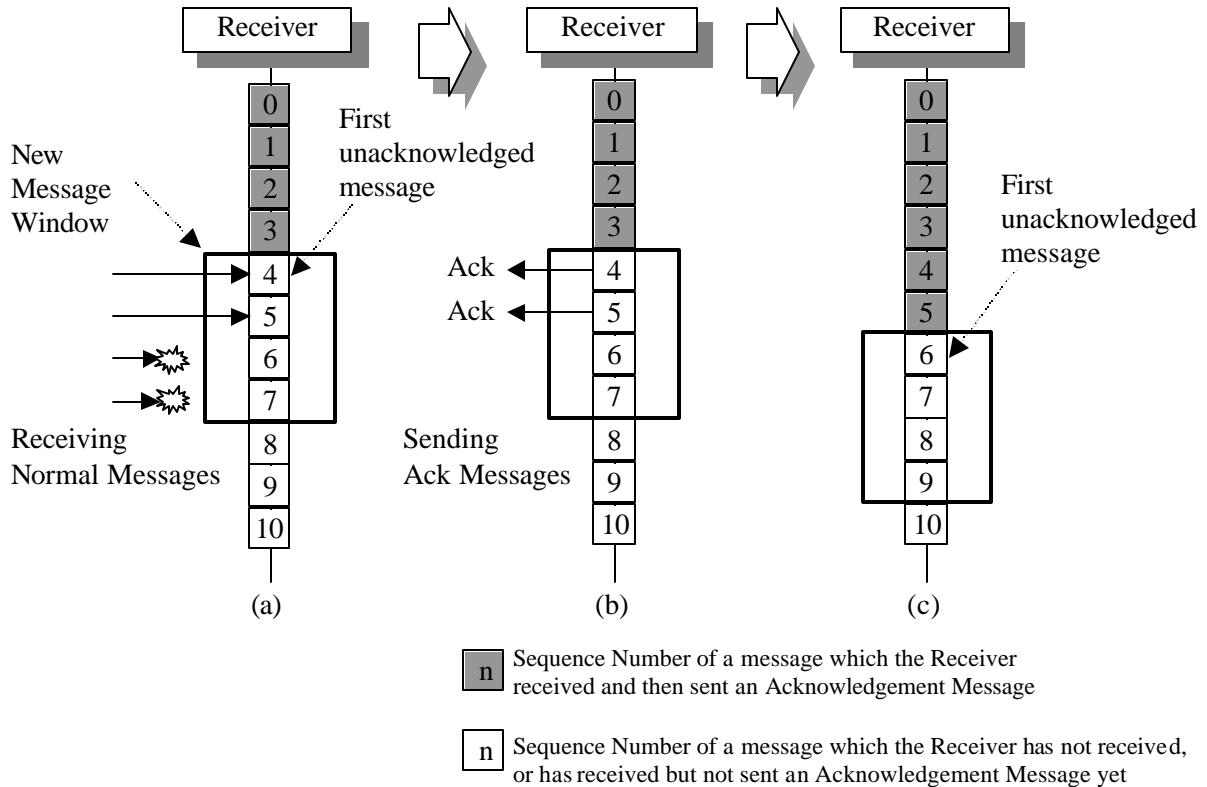 Receiver
0
1
2
3
4
5
6
7
8
9
10
New
Message
Window
First
unacknowledged
message
Receiving
Normal Messages
(a)
Receiver
0
1
2
3
4
5
6
7
8
9
10
Ack
Ack
Sending
Ack Messages
(b)
Receiver
0
1
2
3
4
5
6
7
8
9
10
First
unacknowledged
message
(c)
n
Sequence Number of a message which the Receiver
received and then sent an Acknowledgement Message
n
Sequence Number of a message which the Receiver has not received,
or has received but not sent an Acknowledgement Message yet